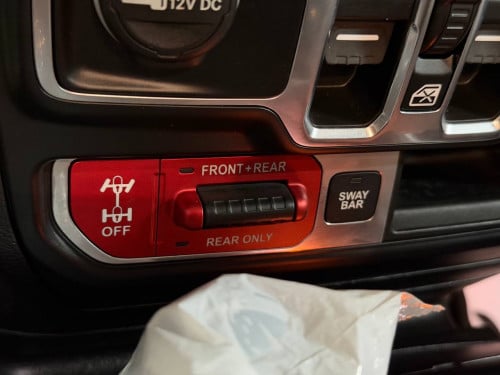 12V DC
FRONT+REAR
OFF
REAR ONLY
SWAY
BAR